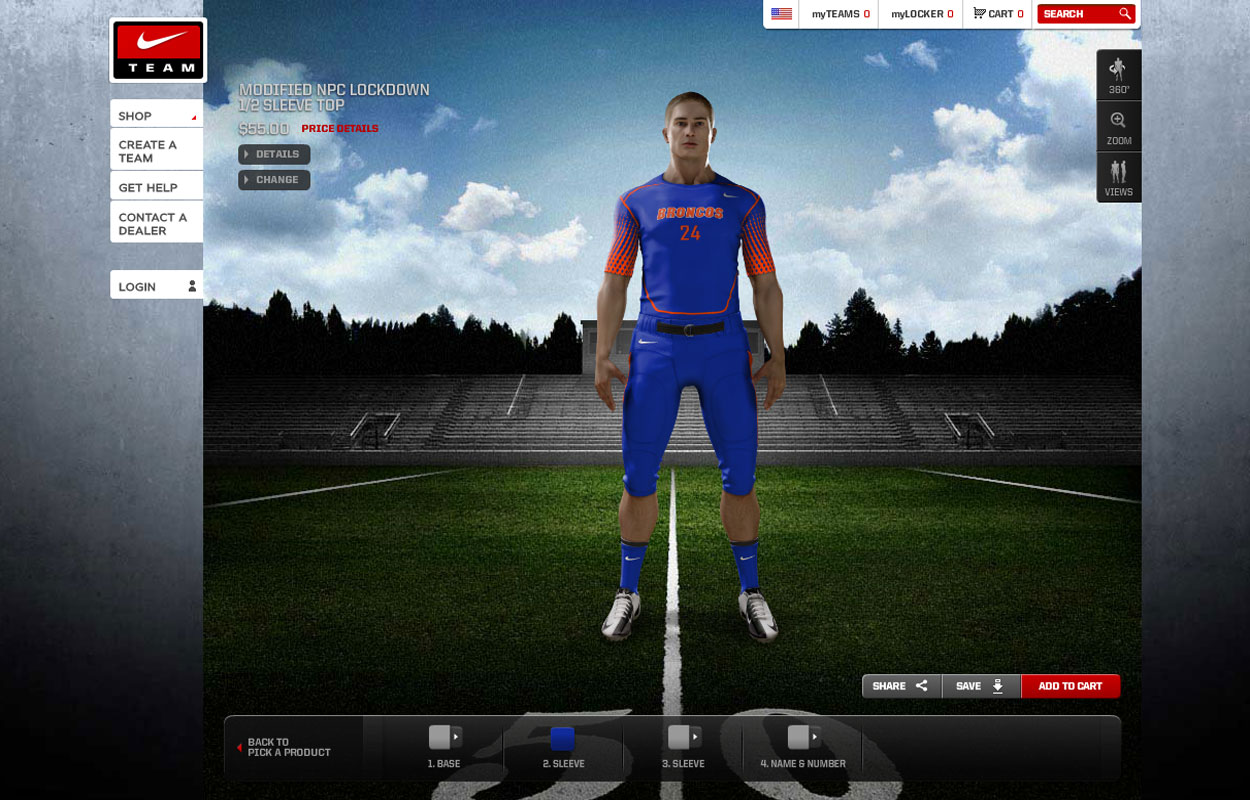 myTEAMS 0
myLOCKER 0
CART 0
SEARCH
TEAM
SHOP
CREATE A
TEAM
GET HELP
CONTACT A
DEALER
LOGIN
MODIFIED NPC LOCKDOWN
1/2 SLEEVE TOP
$55.00 PRICE DETAILS
DETAILS
CHANGE
360°
ZOOM
VIEWS
BRONCOS
24
SHARE
SAVE
ADD TO CART
BACK TO
PICK A PRODUCT
1. BASE
2. SLEEVE
3. SLEEVE
4. NAME & NUMBER
50